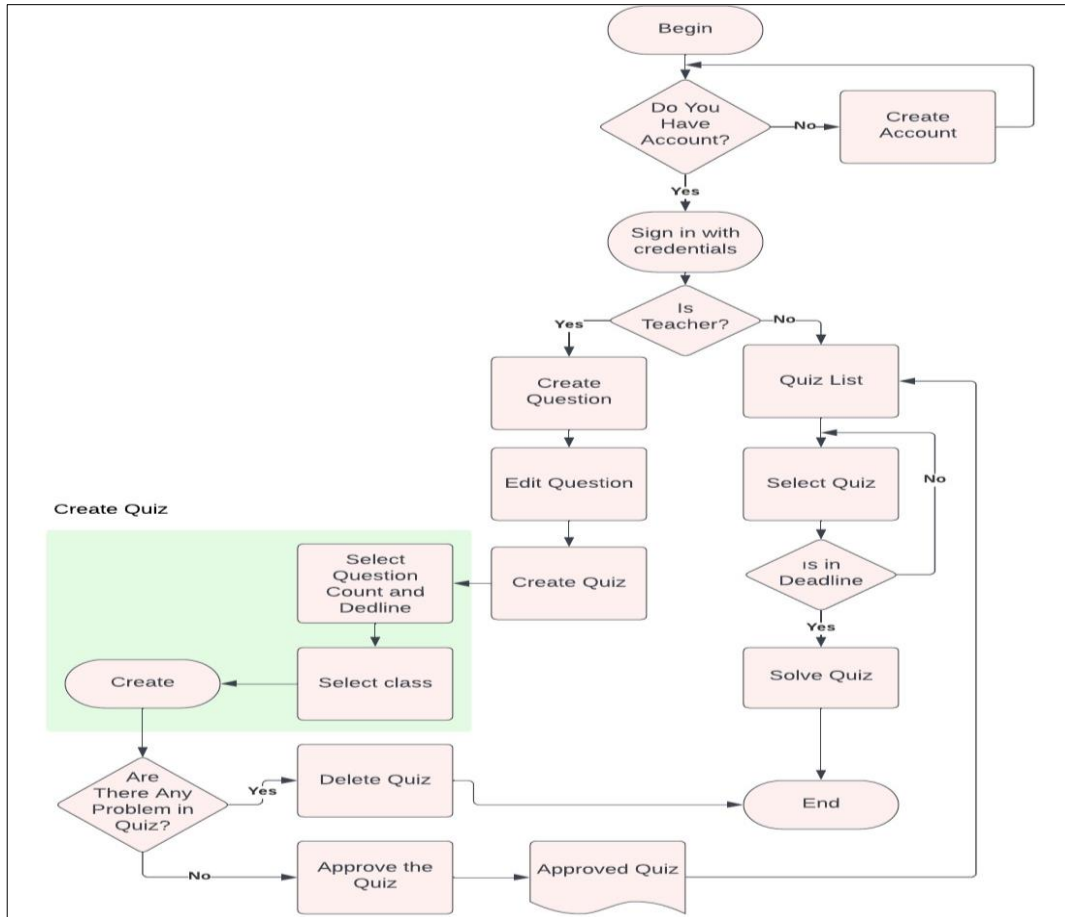 Begin
Do You
Have
Account?
No
Create
Account
Yes
Sign in with
credentials
Is
Teacher?
Yes
No
Create
Question
Quiz List
Edit Question
Select Quiz
No
Create Quiz
Select
Question
Count and
Dedline
Create Quiz
Is in
Deadline
Yes
Create
Select class
Solve Quiz
Are
There Any
Problem in
Quiz?
Yes
Delete Quiz
End
No
Approve the
Quiz
Approved Quiz